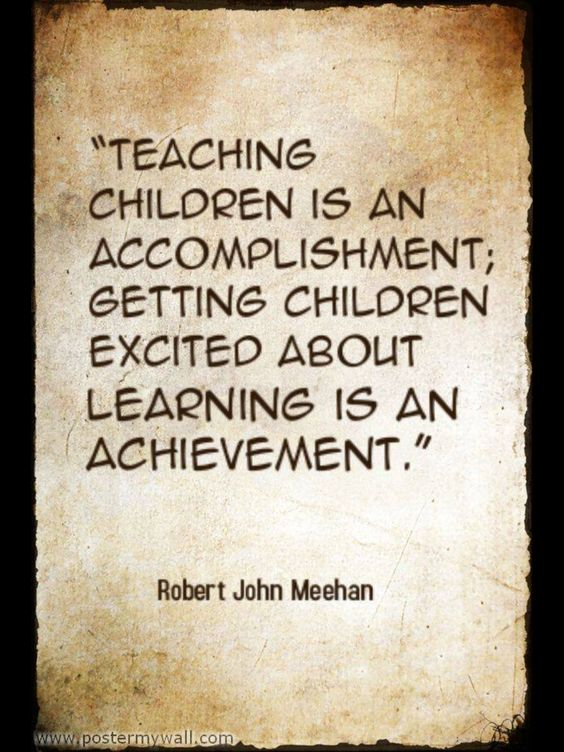 "TEACHING
CHILDREN IS AN
ACCOMPLISHMENT;
GETTING CHILDREN
EXCITED ABOUT
LEARNING IS AN
ACHIEVEMENT."
Robert John Meehan
www.postermywall.com